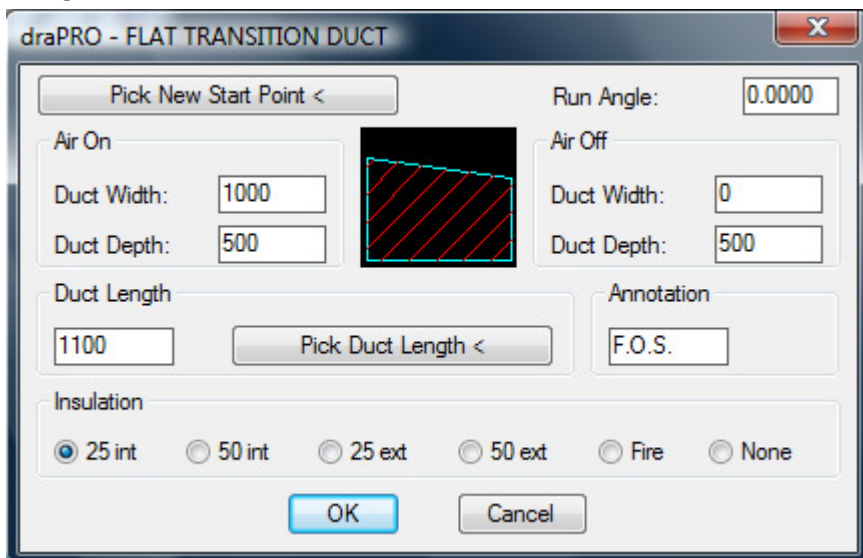 draPRO - FLAT TRANSITION DUCT
Pick New Start Point <
Run Angle: 0.0000
Air On
Duct Width: 1000
Duct Depth: 500
Air Off
Duct Width: 0
Duct Depth: 500
Duct Length
1100 Pick Duct Length <
Annotation
F.O.S.
Insulation
25 int 50 int 25 ext 50 ext Fire None
OK Cancel